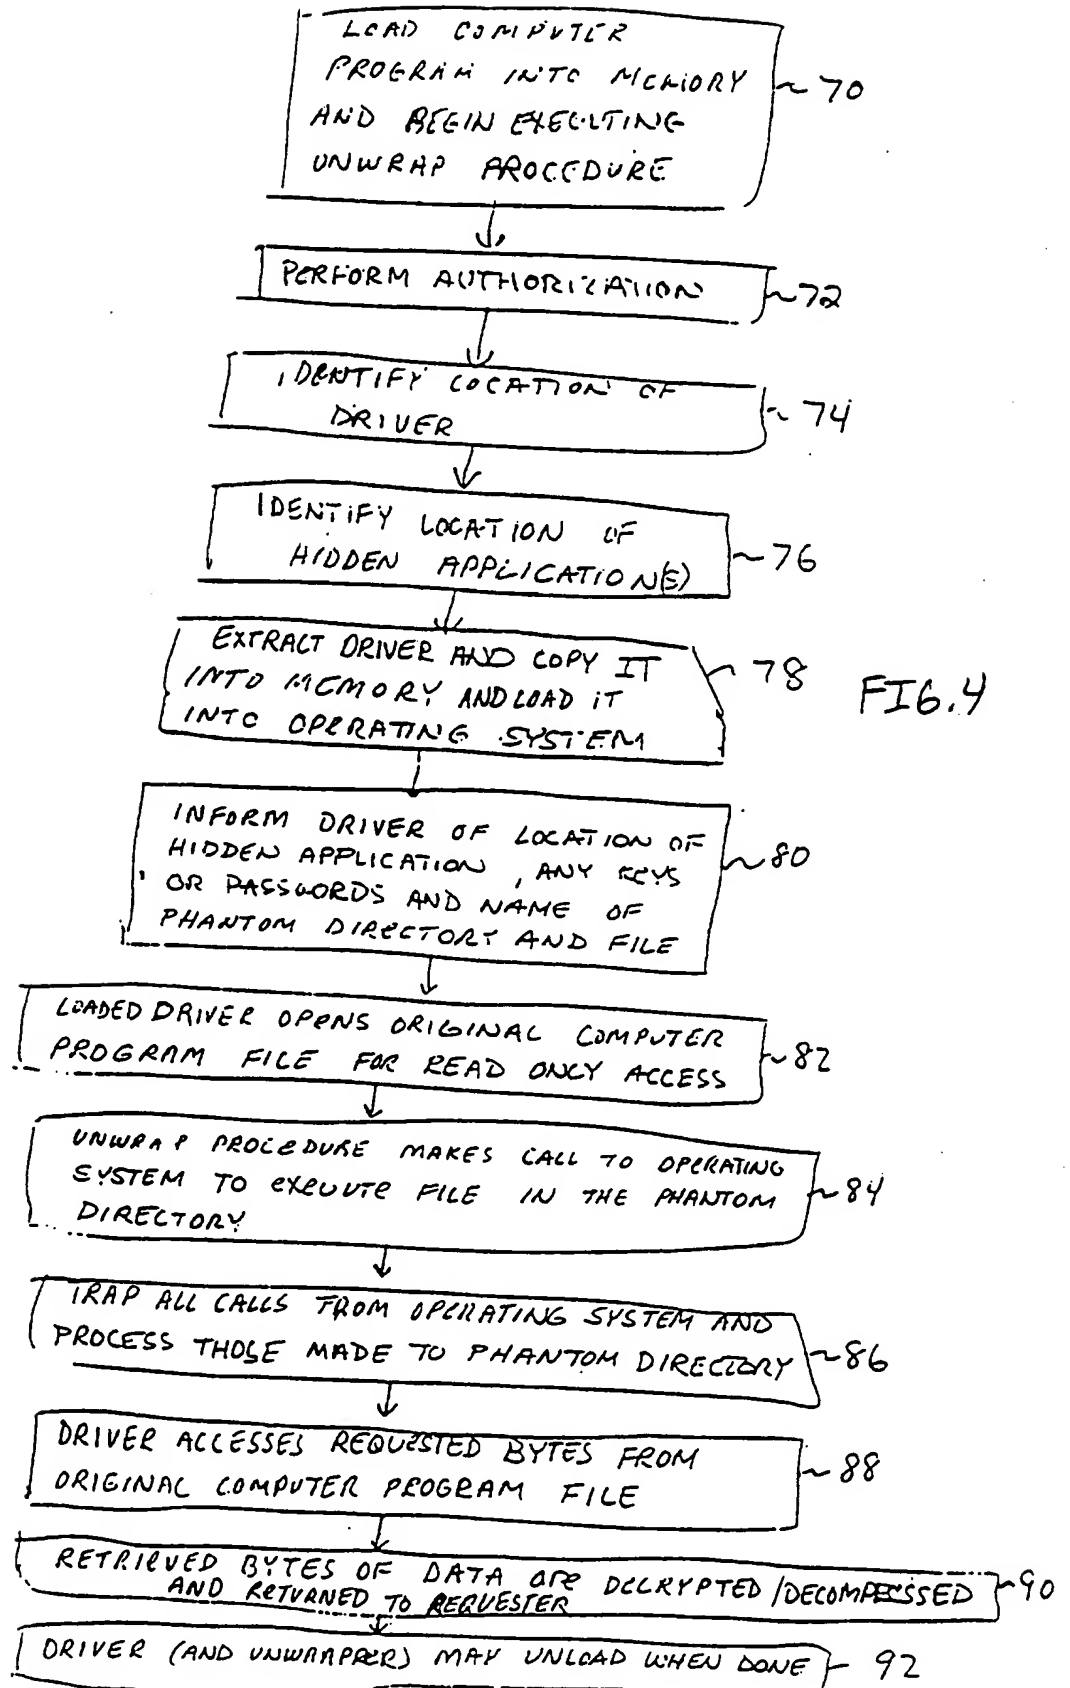 LOAD COMPUTER
PROGRAM INTO MEMORY
AND BEGIN EXECUTING
UNWRAP PROCEDURE
70
PERFORM AUTHORIZATION
72
IDENTIFY LOCATION OF
DRIVER
74
IDENTIFY LOCATION OF
HIDDEN APPLICATION(S)
76
EXTRACT DRIVER AND COPY IT
INTO MEMORY AND LOAD IT
INTO OPERATING SYSTEM
78
FIG.4
INFORM DRIVER OF LOCATION OF
HIDDEN APPLICATION, ANY KEYS
OR PASSWORDS AND NAME OF
PHANTOM DIRECTORY AND FILE
80
LOADED DRIVER OPENS ORIGINAL COMPUTER
PROGRAM FILE FOR READ ONLY ACCESS
82
UNWRAP PROCEDURE MAKES CALL TO OPERATING
SYSTEM TO EXECUTE FILE IN THE PHANTOM
DIRECTORY
84
TRAP ALL CALLS FROM OPERATING SYSTEM AND
PROCESS THOSE MADE TO PHANTOM DIRECTORY
86
DRIVER ACCESSES REQUESTED BYTES FROM
ORIGINAL COMPUTER PROGRAM FILE
88
RETRIEVED BYTES OF DATA ARE DECRYPTED/DECOMPRESSED
AND RETURNED TO REQUESTER
90
DRIVER (AND UNWRAPPER) MAY UNLOAD WHEN DONE
92